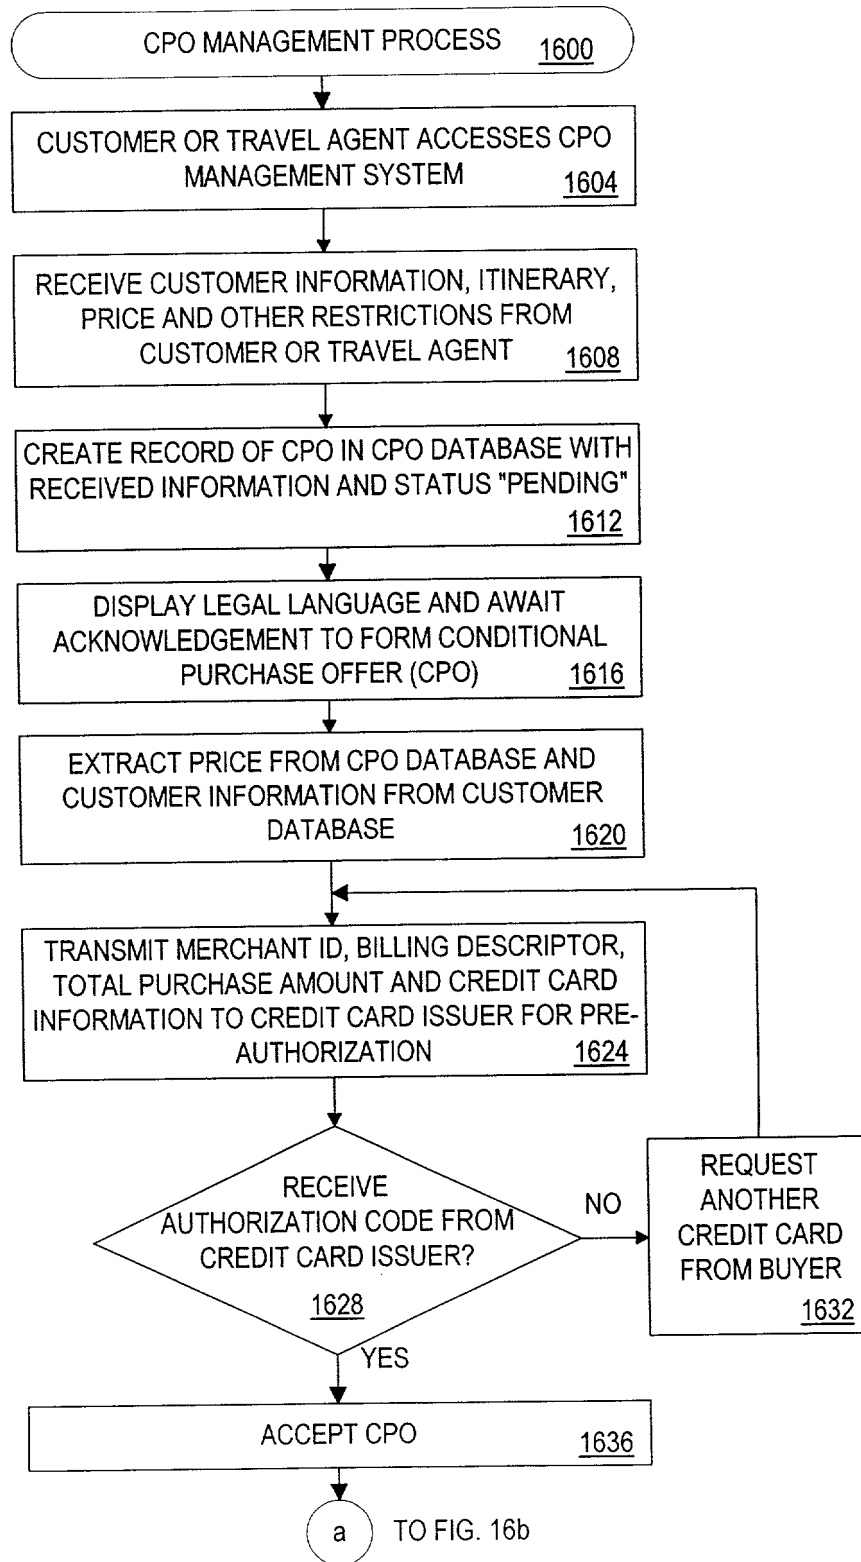 CPO MANAGEMENT PROCESS 1600
CUSTOMER OR TRAVEL AGENT ACCESSES CPO
MANAGEMENT SYSTEM 1604
RECEIVE CUSTOMER INFORMATION, ITINERARY,
PRICE AND OTHER RESTRICTIONS FROM
CUSTOMER OR TRAVEL AGENT 1608
CREATE RECORD OF CPO IN CPO DATABASE WITH
RECEIVED INFORMATION AND STATUS "PENDING"
1612
DISPLAY LEGAL LANGUAGE AND AWAIT
ACKNOWLEDGEMENT TO FORM CONDITIONAL
PURCHASE OFFER (CPO) 1616
EXTRACT PRICE FROM CPO DATABASE AND
CUSTOMER INFORMATION FROM CUSTOMER
DATABASE 1620
TRANSMIT MERCHANT ID, BILLING DESCRIPTOR,
TOTAL PURCHASE AMOUNT AND CREDIT CARD
INFORMATION TO CREDIT CARD ISSUER FOR PRE-
AUTHORIZATION 1624
RECEIVE
AUTHORIZATION CODE FROM
CREDIT CARD ISSUER?
1628
NO
REQUEST
ANOTHER
CREDIT CARD
FROM BUYER
1632
YES
ACCEPT CPO 1636
a TO FIG. 16b